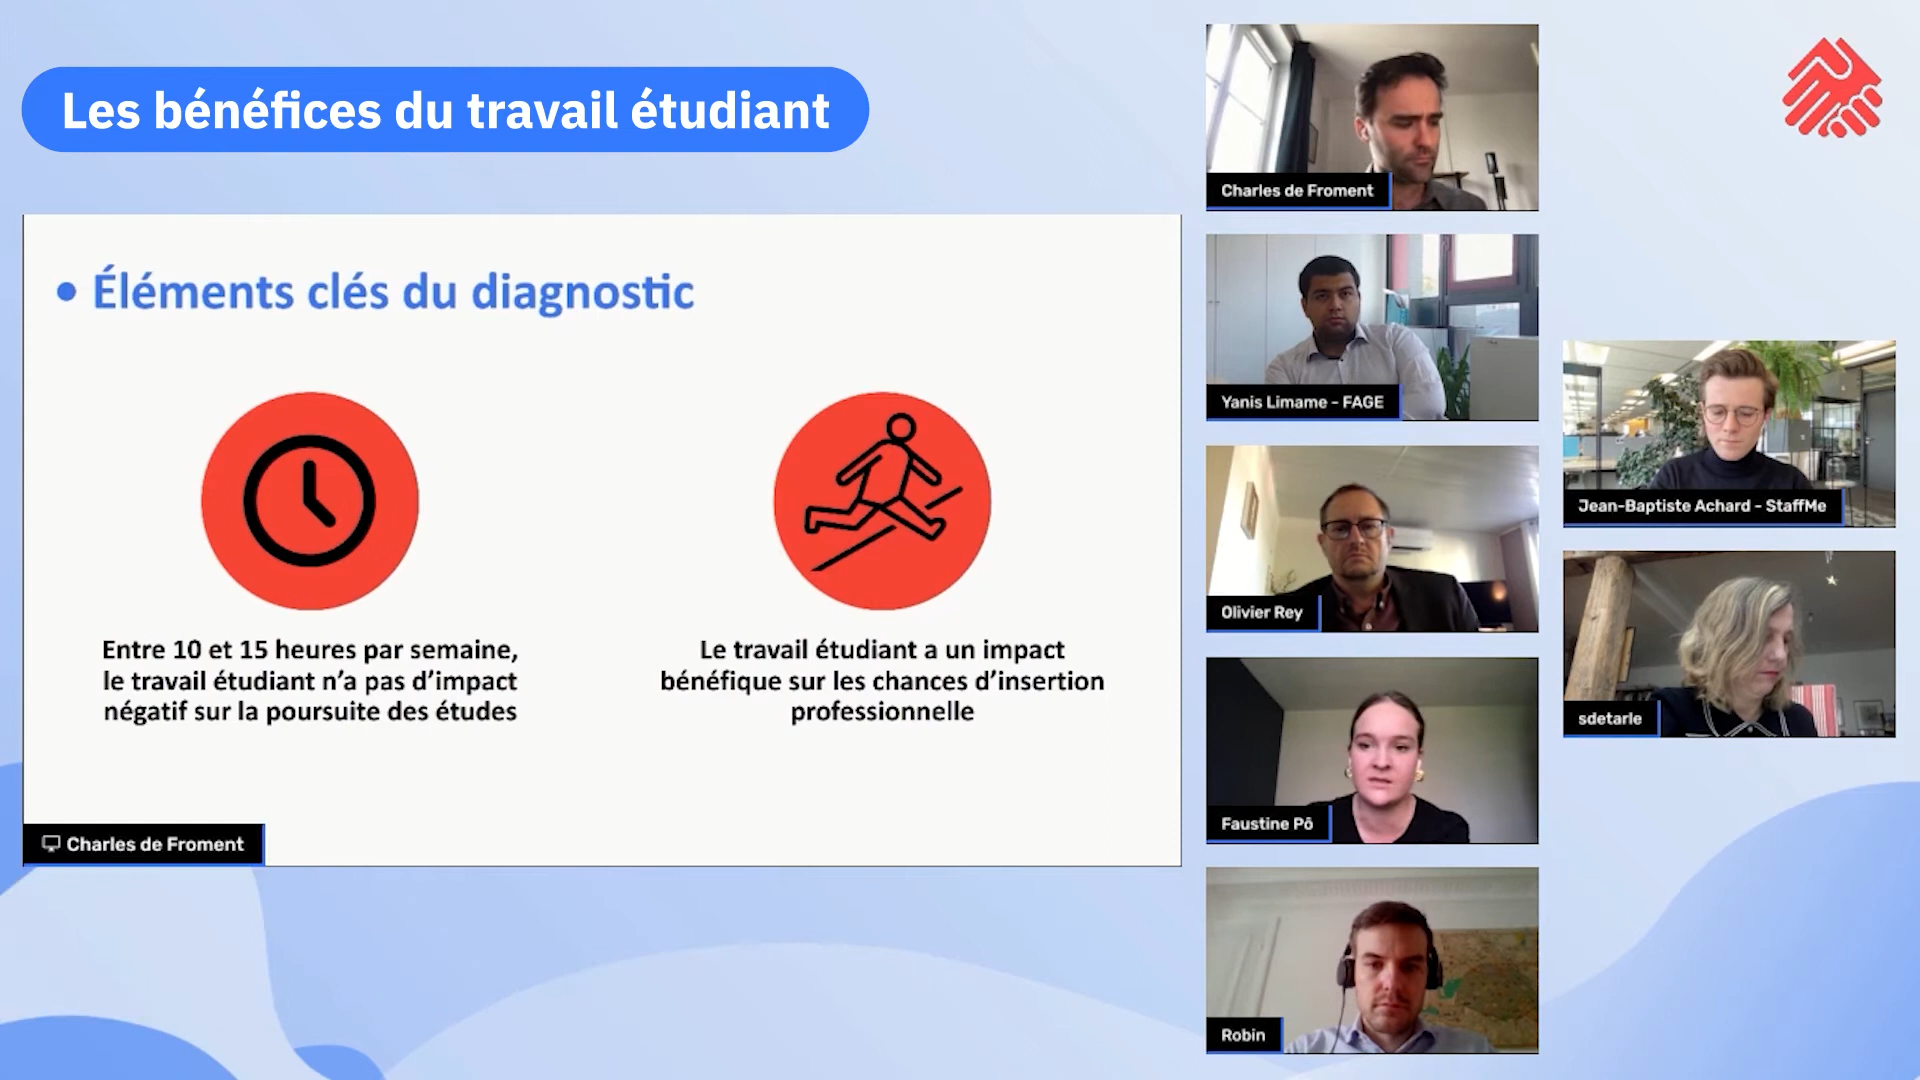 Les bénéfices du travail étudiant
• Éléments clés du diagnostic
Entre 10 et 15 heures par semaine,
le travail étudiant n’a pas d’impact
négatif sur la poursuite des études
Le travail étudiant a un impact
bénéfique sur les chances d’insertion
professionnelle
Charles de Froment
Charles de Froment
Yanis Limame - FAGE
Olivier Rey
Faustine Pô
Robin
Jean-Baptiste Achard - StaffMe
sdetarle